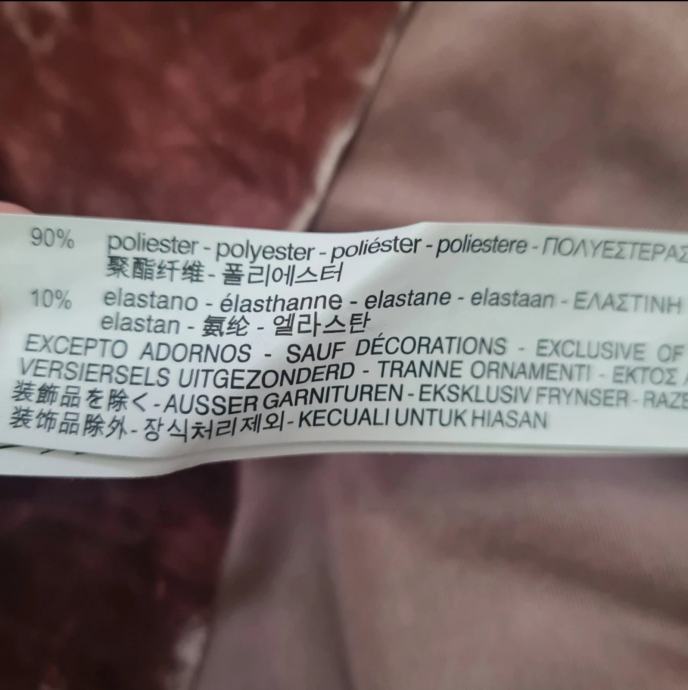 90% poliester - polyester - poliéster - poliestere - ΠΟΛΥΕΣΤΕΡΑΣ
聚酯纤维 - 폴리에스터
10% elastano - élasthanne - elastane - elastaan - ΕΛΑΣΤΙΝΗ
elastan - 氨纶 - 엘라스탄
EXCEPTO ADORNOS - SAUF DÉCORATIONS - EXCLUSIVE OF
VERSIERSELS UITGEZONDERD - TRANNE ORNAMENTI - ΕΚΤΟΣ
装飾品を除く - AUSSER GARNITUREN - EKSKLUSIV FRYNSER - RAZE
装饰品除外 - 장식처리제외 - KECUALI UNTUK HIASAN